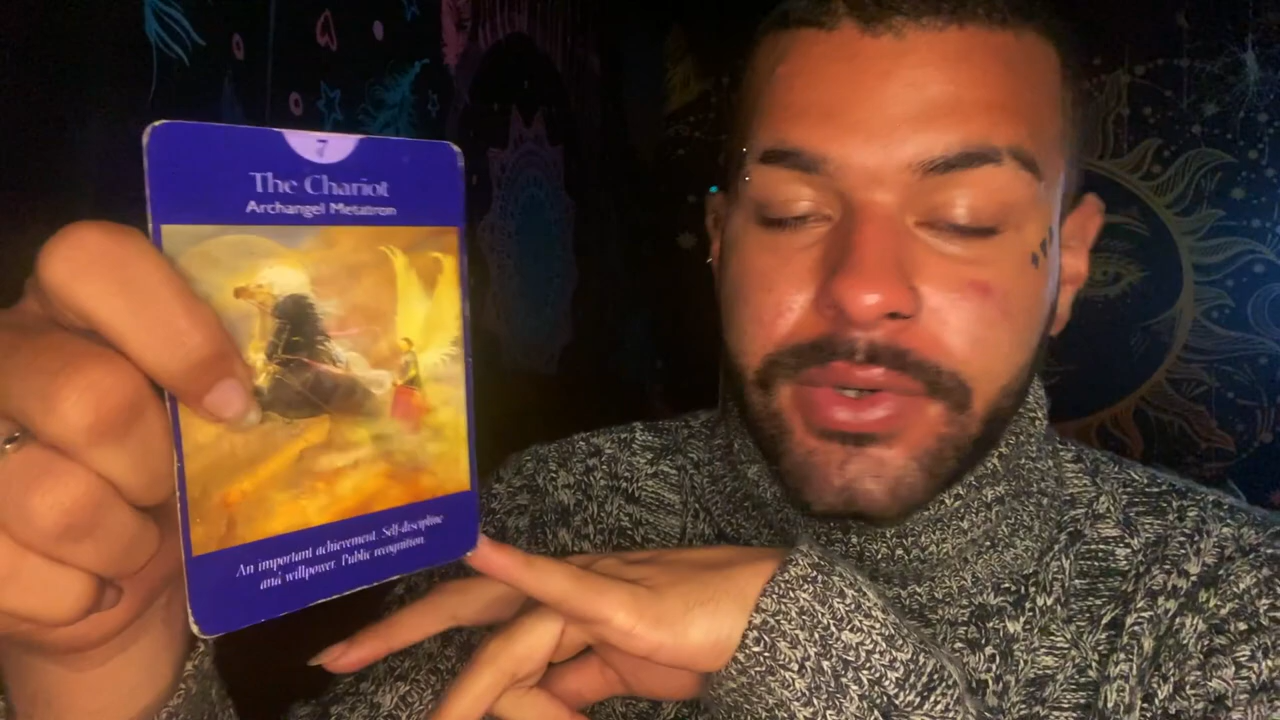 7
The Chariot
Archangel Metatron
An important achievement. Self-discipline
and willpower. Public recognition.